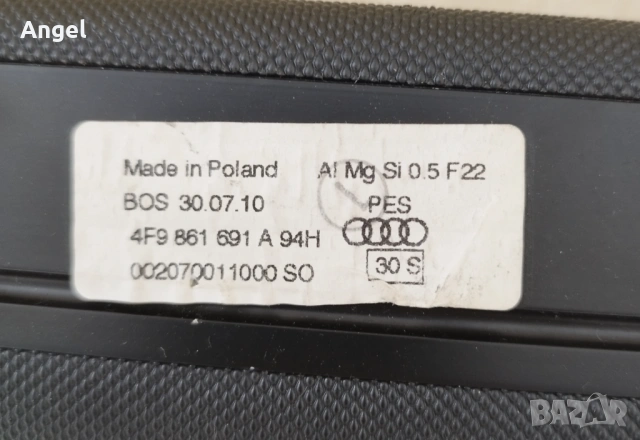 Angel
Made in Poland Al Mg Si 0.5 F22
BOS 30.07.10 PES
4F9 861 691 A 94H
002070011000 SO 30 S
BAZAR